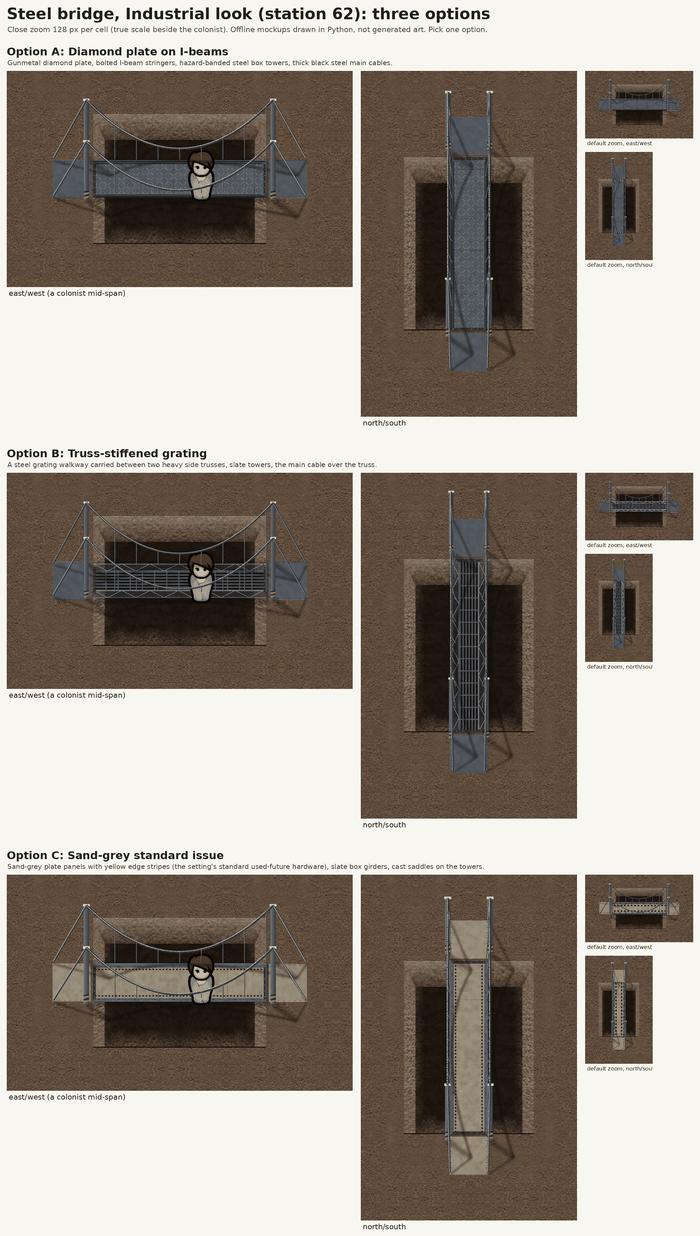 Steel bridge, Industrial look (station 62): three options
Close zoom 128 px per cell (true scale beside the colonist). Offline mockups drawn in Python, not generated art. Pick one option.
Option A: Diamond plate on I-beams
Gunmetal diamond plate, bolted I-beam stringers, hazard-banded steel box towers, thick black steel main cables.
default zoom, east/west
default zoom, north/sou
east/west (a colonist mid-span)
north/south
Option B: Truss-stiffened grating
A steel grating walkway carried between two heavy side trusses, slate towers, the main cable over the truss.
default zoom, east/west
default zoom, north/sou
east/west (a colonist mid-span)
north/south
Option C: Sand-grey standard issue
Sand-grey plate panels with yellow edge stripes (the setting's standard used-future hardware), slate box girders, cast saddles on the towers.
default zoom, east/west
default zoom, north/sou
east/west (a colonist mid-span)
north/south